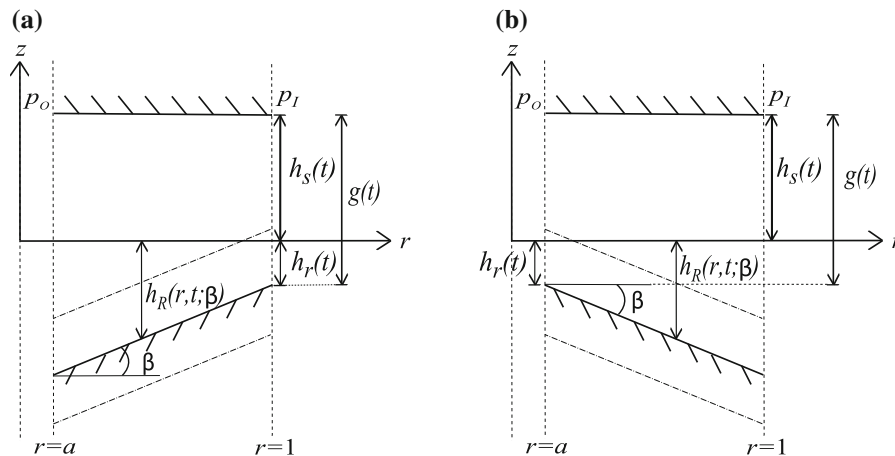 (a)
z
p_O
p_I
h_s(t)
g(t)
r
h_r(t)
h_R(r,t;β)
β
r=a
r=1
(b)
z
p_O
p_I
h_s(t)
g(t)
r
h_r(t)
h_R(r,t;β)
β
r=a
r=1